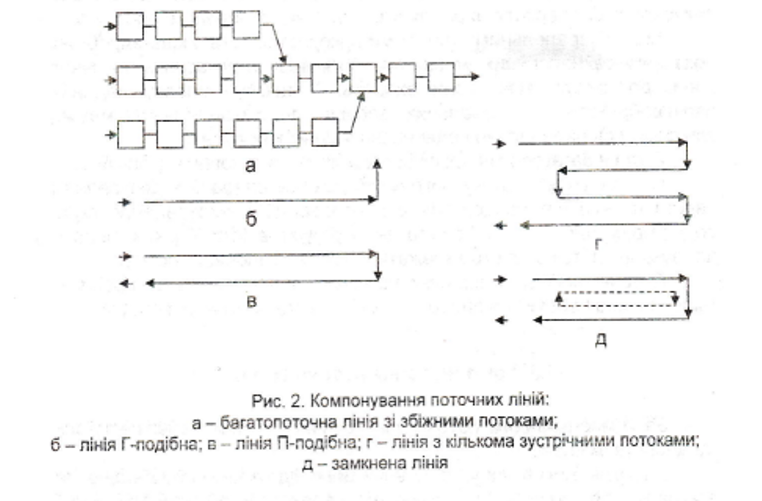 а
б
г
в
д
Рис. 2. Компонування поточних ліній:
а – багатопоточна лінія зі збіжними потоками;
б – лінія Г-подібна; в – лінія П-подібна; г – лінія з кількома зустрічними потоками;
д – замкнена лінія